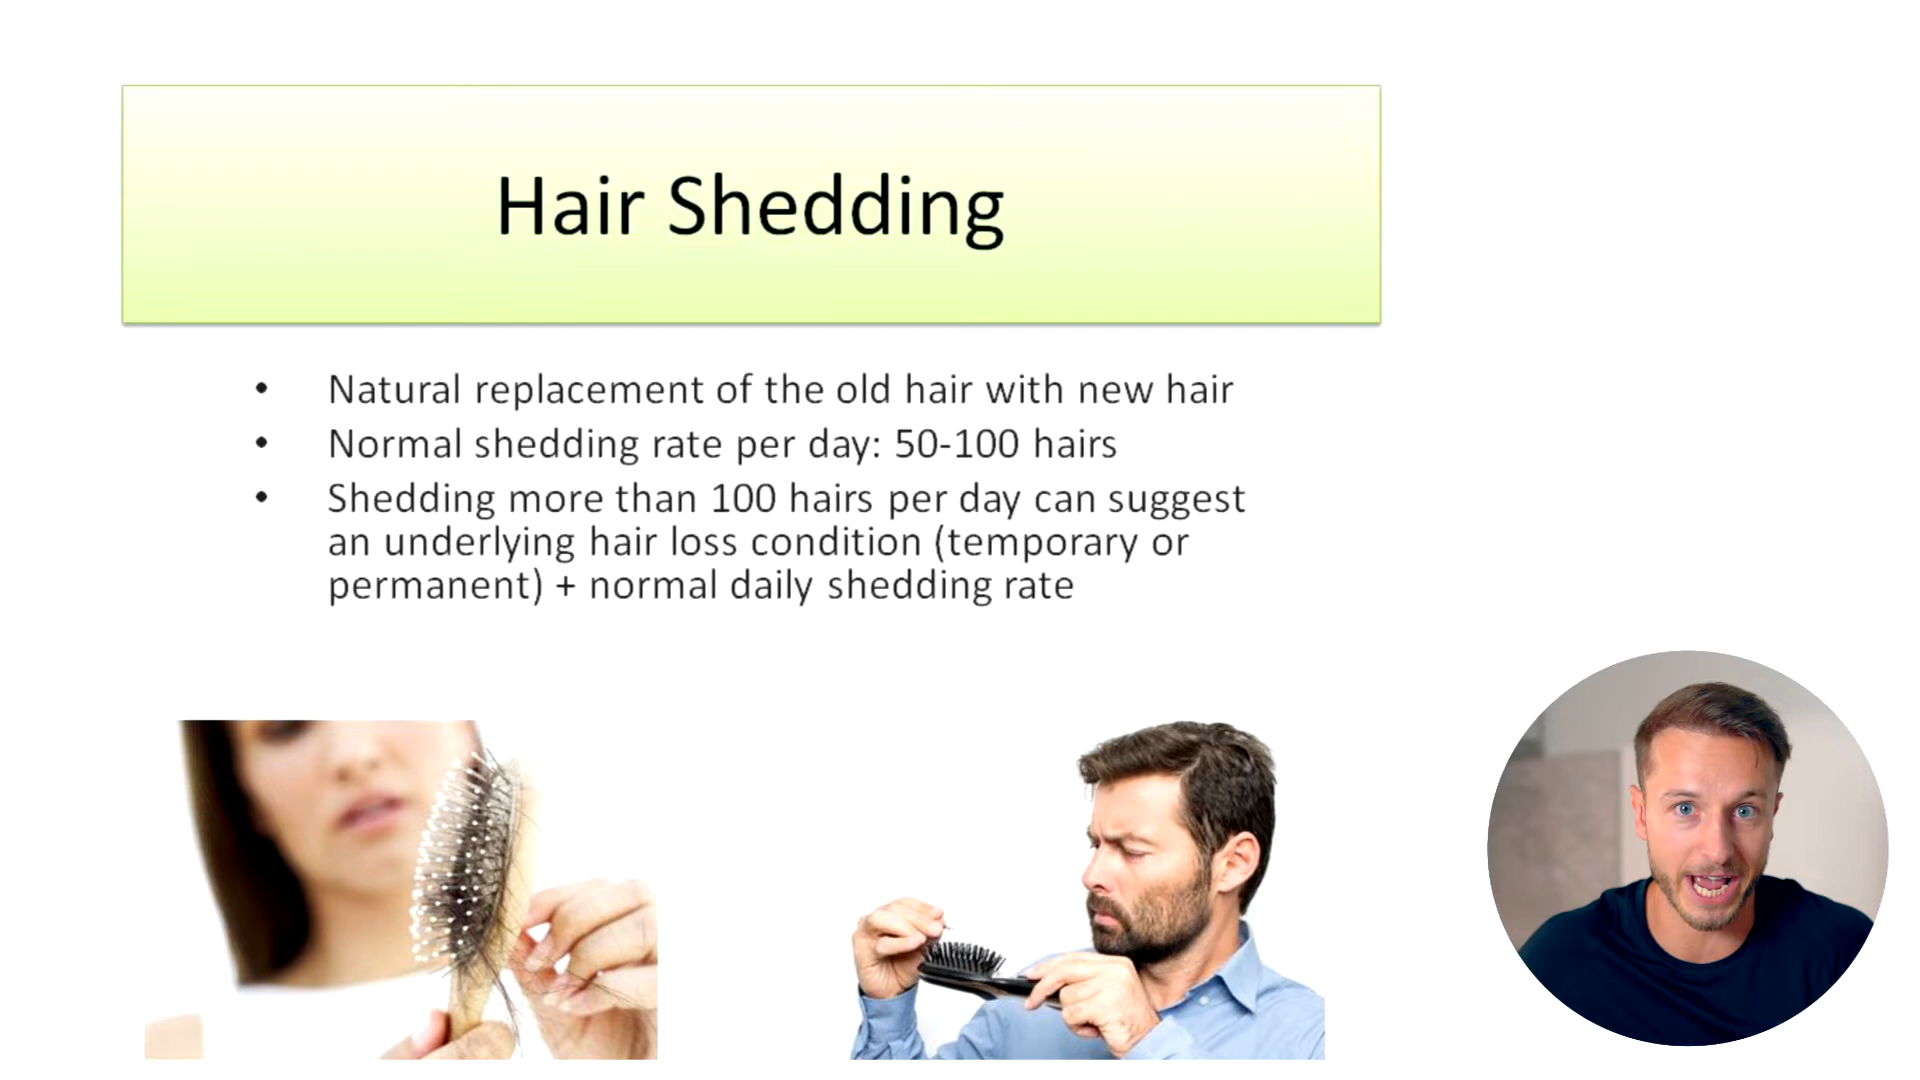 Hair Shedding
• Natural replacement of the old hair with new hair
• Normal shedding rate per day: 50-100 hairs
• Shedding more than 100 hairs per day can suggest
an underlying hair loss condition (temporary or
permanent) + normal daily shedding rate